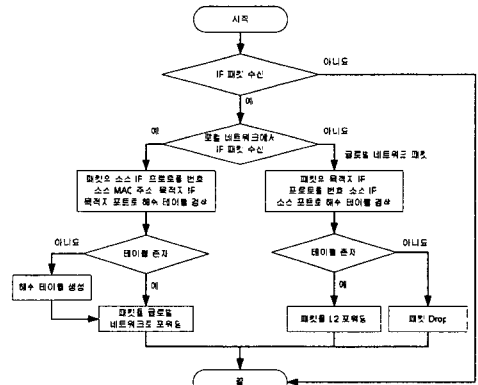 시작
IP 패킷 수신
아니요
예
로컬 네트워크에서
IP 패킷 수신
예
아니요
글로벌 네트워크 패킷
패킷의 소스 IP 프로토콜 번호
소스 MAC 주소 목적지 IP
목적지 포트로 해쉬 테이블 검색
패킷의 목적지 IP
프로토콜 번호 소스 IP
소스 포트로 해쉬 테이블 검색
아니요
테이블 존재
테이블 존재
아니요
해쉬 테이블 생성
예
예
패킷을 글로벌
네트워크로 포워딩
패킷을 L2 포워딩
패킷 Drop
끝